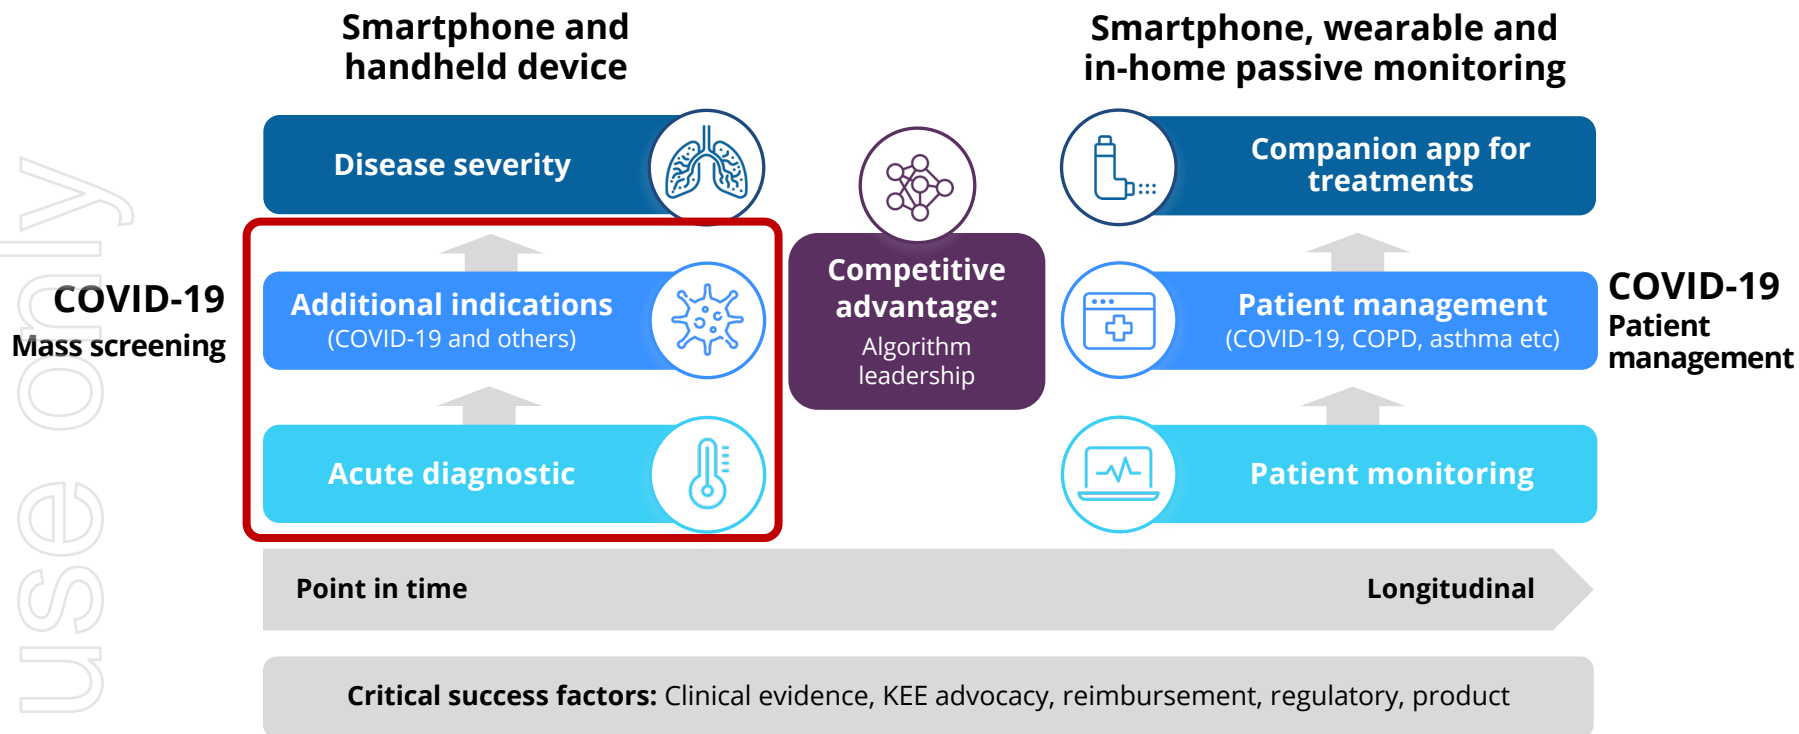 Smartphone and
handheld device
Smartphone, wearable and
in-home passive monitoring
Disease severity
Companion app for
treatments
COVID-19
Mass screening
Additional indications
(COVID-19 and others)
Competitive
advantage:
Algorithm
leadership
Patient management
(COVID-19, COPD, asthma etc)
COVID-19
Patient
management
Acute diagnostic
Patient monitoring
Point in time
Longitudinal
Critical success factors: Clinical evidence, KEE advocacy, reimbursement, regulatory, product
use only